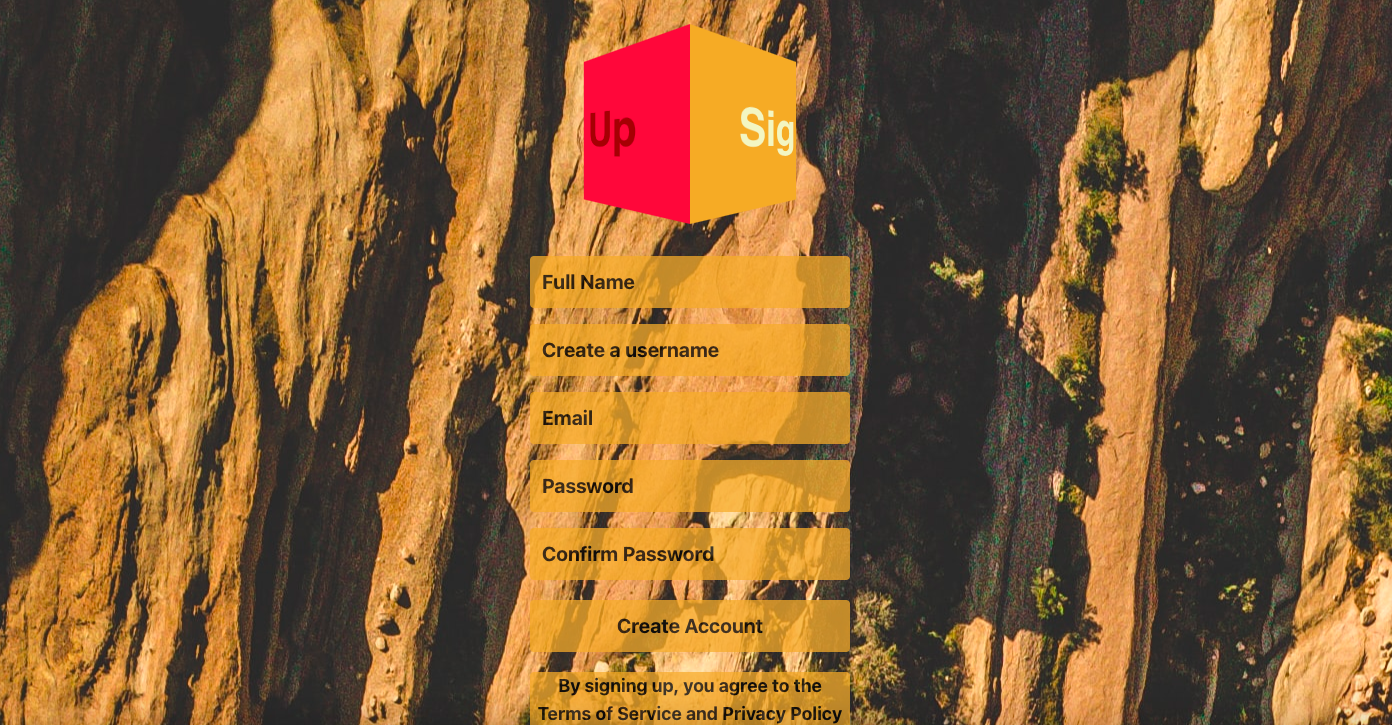 Up
Sig
Full Name
Create a username
Email
Password
Confirm Password
Create Account
By signing up, you agree to the
Terms of Service and Privacy Policy